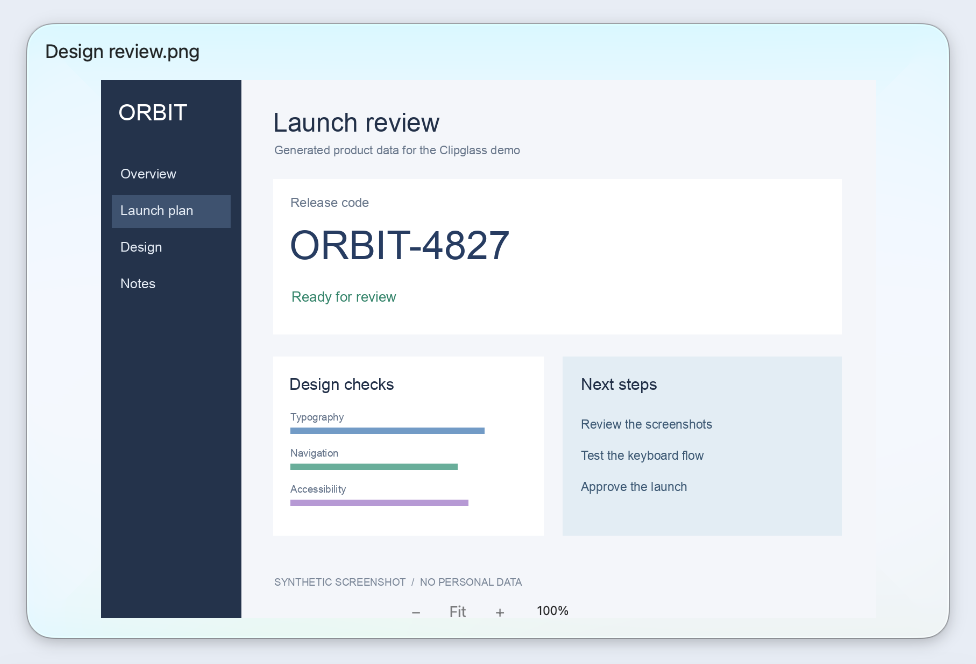 Design review.png
ORBIT
Overview
Launch plan
Design
Notes
Launch review
Generated product data for the Clipglass demo
Release code
ORBIT-4827
Ready for review
Design checks
Typography
Navigation
Accessibility
Next steps
Review the screenshots
Test the keyboard flow
Approve the launch
SYNTHETIC SCREENSHOT / NO PERSONAL DATA
− Fit + 100%